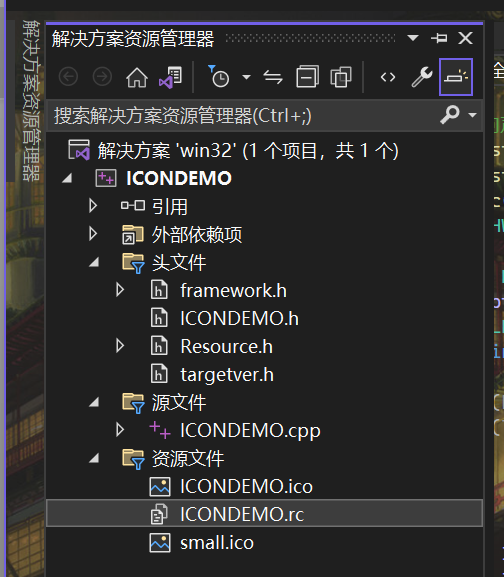 解决方案资源管理器
解决方案资源管理器
搜索解决方案资源管理器(Ctrl+;)
解决方案 'win32' (1 个项目，共 1 个)
ICONDEMO
引用
外部依赖项
头文件
framework.h
ICONDEMO.h
Resource.h
targetver.h
源文件
ICONDEMO.cpp
资源文件
ICONDEMO.ico
ICONDEMO.rc
small.ico